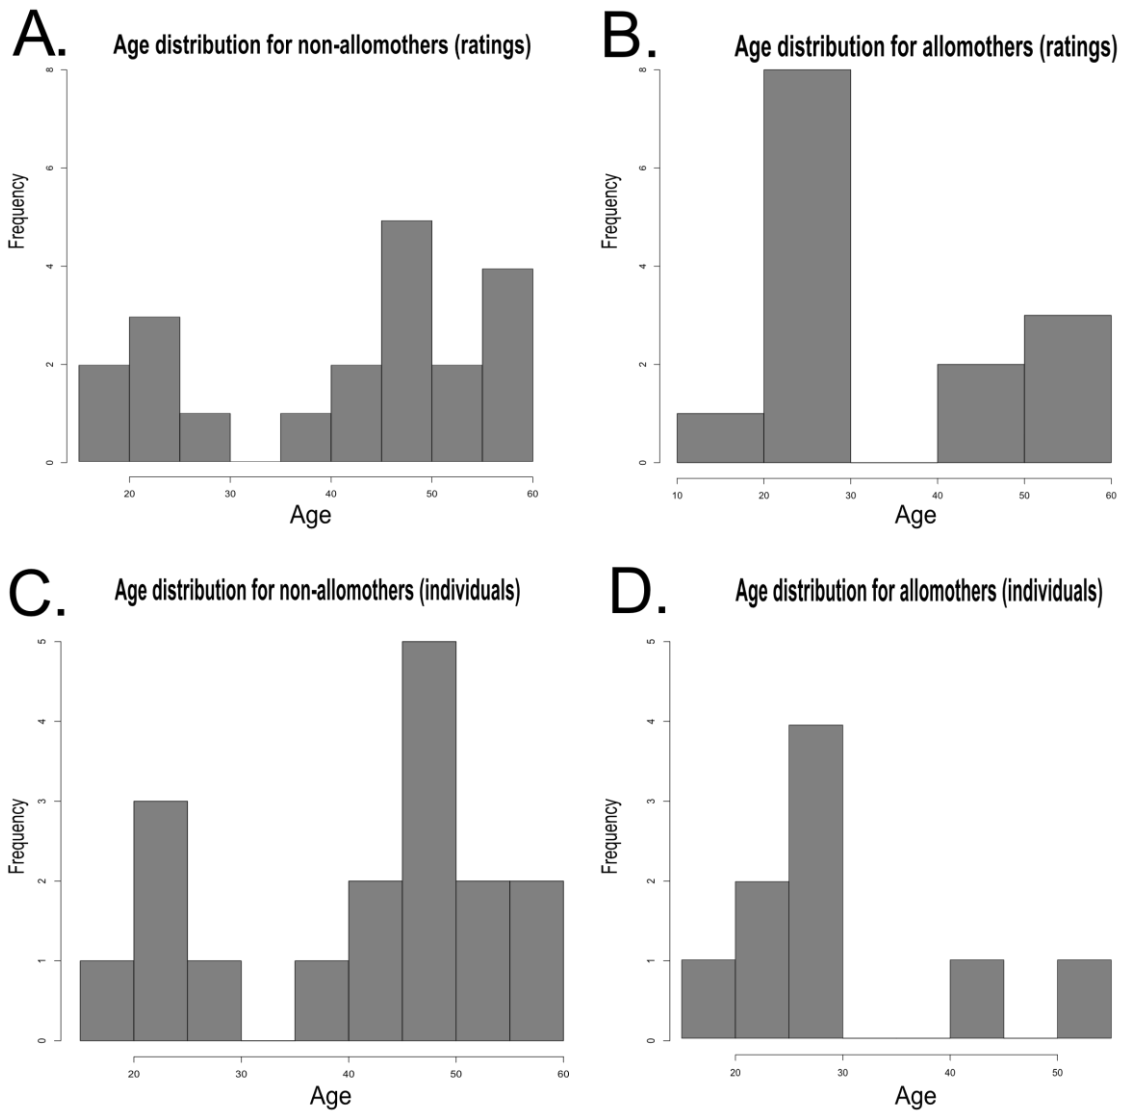 A. Age distribution for non-allomothers (ratings)
8
6
4
2
0
Frequency
20 30 40 50 60
Age
B. Age distribution for allomothers (ratings)
8
6
4
2
0
Frequency
10 20 30 40 50 60
Age
C. Age distribution for non-allomothers (individuals)
5
4
3
2
1
0
Frequency
20 30 40 50 60
Age
D. Age distribution for allomothers (individuals)
5
4
3
2
1
0
Frequency
20 30 40 50
Age